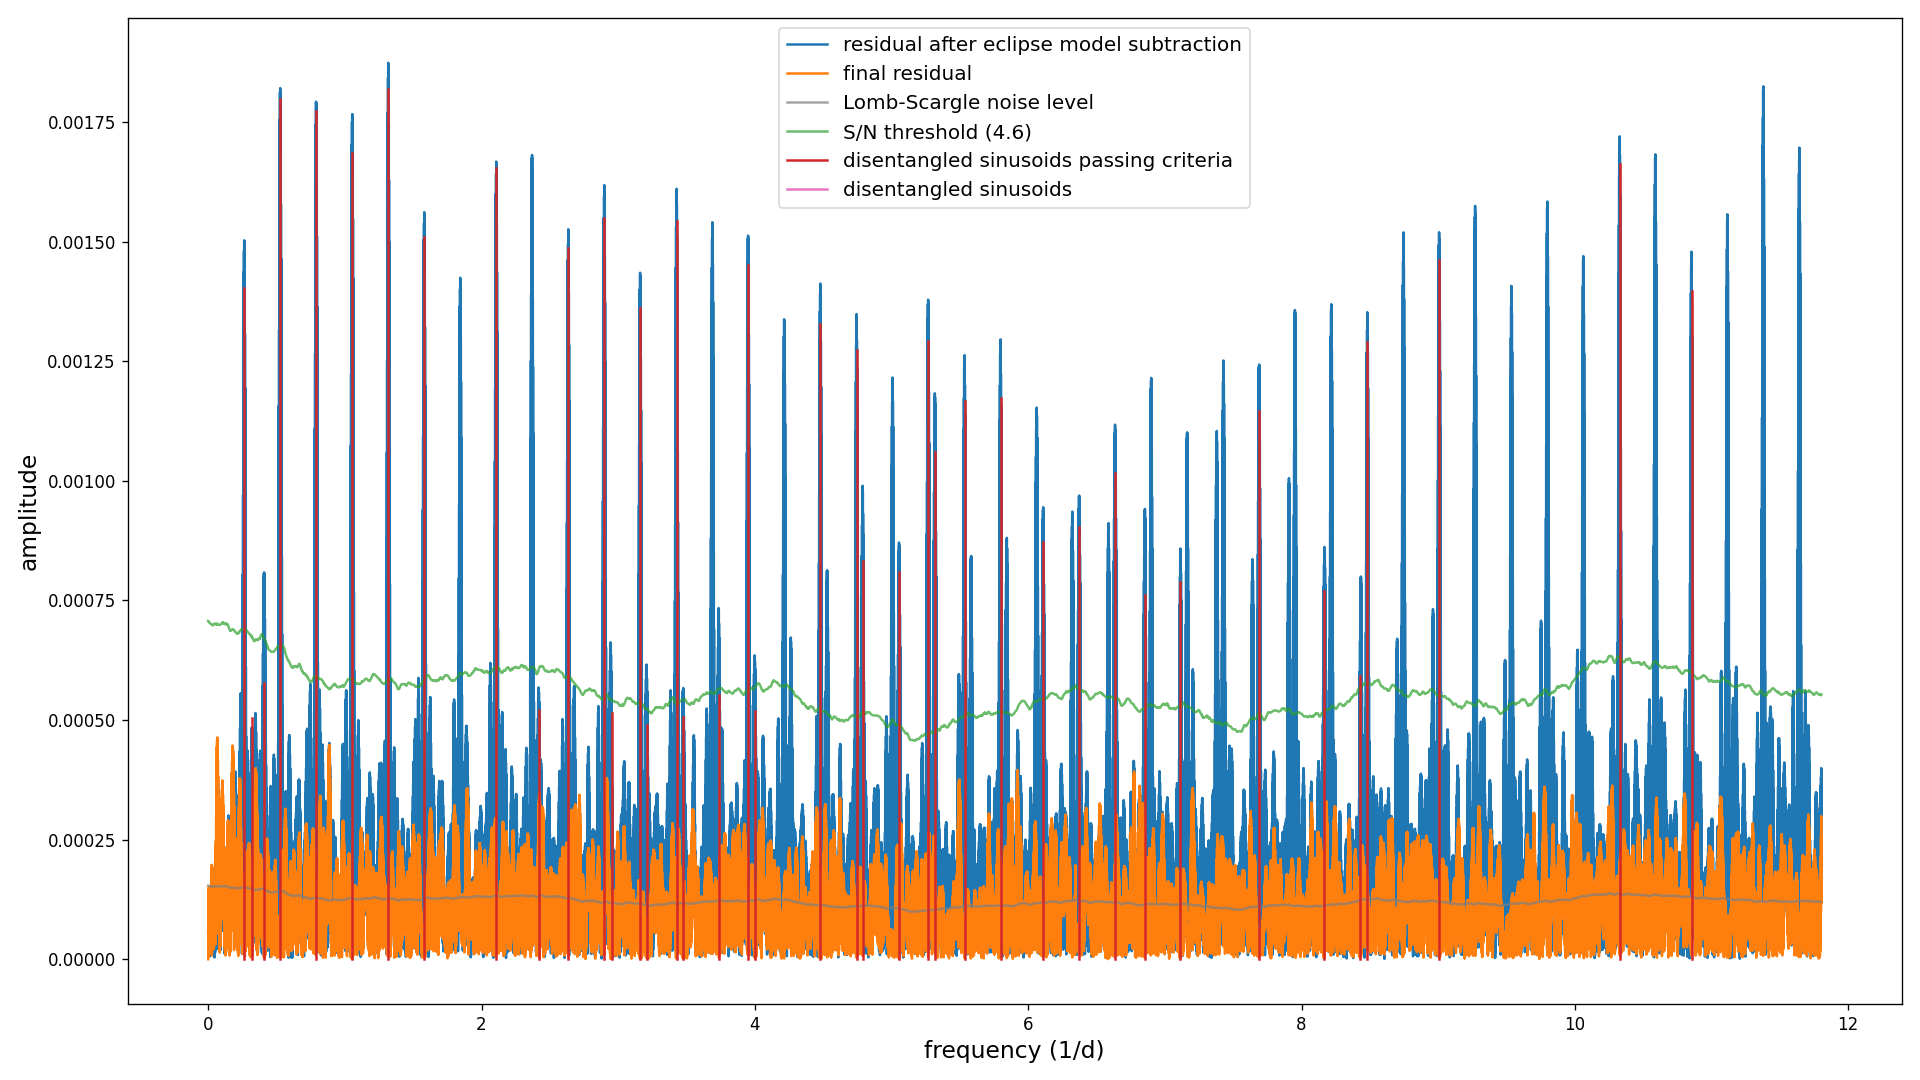 residual after eclipse model subtraction
final residual
Lomb-Scargle noise level
S/N threshold (4.6)
disentangled sinusoids passing criteria
disentangled sinusoids
amplitude
0.00175
0.00150
0.00125
0.00100
0.00075
0.00050
0.00025
0.00000
0 2 4 6 8 10 12
frequency (1/d)